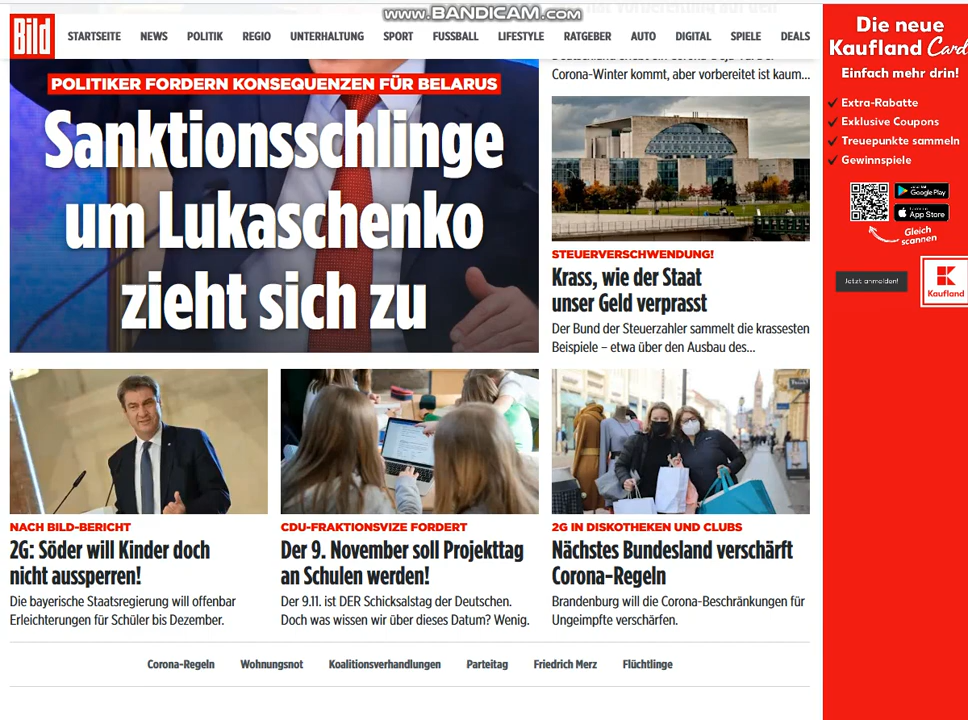 www.BANDICAM.com
Bild
STARTSEITE NEWS POLITIK REGIO UNTERHALTUNG SPORT FUSSBALL LIFESTYLE RATGEBER AUTO DIGITAL SPIELE DEALS
POLITIKER FORDERN KONSEQUENZEN FÜR BELARUS
Sanktionsschlinge
um Lukaschenko
zieht sich zu
Corona-Winter kommt, aber vorbereitet ist kaum...
STEUERVERSCHWENDUNG!
Krass, wie der Staat
unser Geld verprasst
Der Bund der Steuerzahler sammelt die krassesten
Beispiele – etwa über den Ausbau des...
NACH BILD-BERICHT
2G: Söder will Kinder doch
nicht aussperren!
Die bayerische Staatsregierung will offenbar
Erleichterungen für Schüler bis Dezember.
CDU-FRAKTIONSVIZE FORDERT
Der 9. November soll Projekttag
an Schulen werden!
Der 9.11. ist DER Schicksalstag der Deutschen.
Doch was wissen wir über dieses Datum? Wenig.
2G IN DISKOTHEKEN UND CLUBS
Nächstes Bundesland verschärft
Corona-Regeln
Brandenburg will die Corona-Beschränkungen für
Ungeimpfte verschärfen.
Corona-Regeln Wohnungsnot Koalitionsverhandlungen Parteitag Friedrich Merz Flüchtlinge
Die neue
Kaufland Card
Einfach mehr drin!
Extra-Rabatte
Exklusive Coupons
Treuepunkte sammeln
Gewinnspiele
Google Play
App Store
Gleich
scannen
Jetzt anmelden!
Kaufland